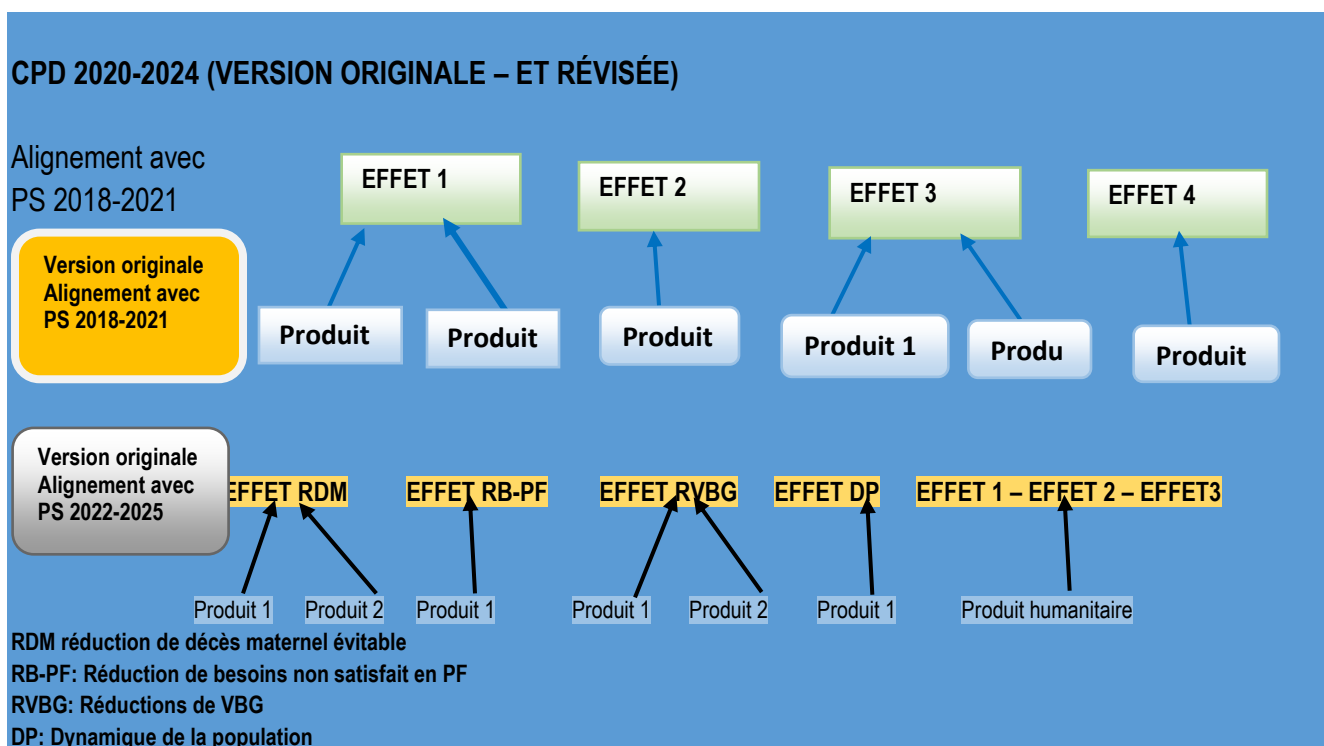 CPD 2020-2024 (VERSION ORIGINALE – ET RÉVISÉE)
Alignement avec
PS 2018-2021
EFFET 1
EFFET 2
EFFET 3
EFFET 4
Version originale
Alignement avec
PS 2018-2021
Produit
Produit
Produit
Produit 1
Produ
Produit
Version originale
Alignement avec
PS 2022-2025
EFFET RDM
EFFET RB-PF
EFFET RVBG
EFFET DP
EFFET 1 – EFFET 2 – EFFET3
Produit 1
Produit 2
Produit 1
Produit 1
Produit 2
Produit 1
Produit humanitaire
RDM réduction de décès maternel évitable
RB-PF: Réduction de besoins non satisfait en PF
RVBG: Réductions de VBG
DP: Dynamique de la population